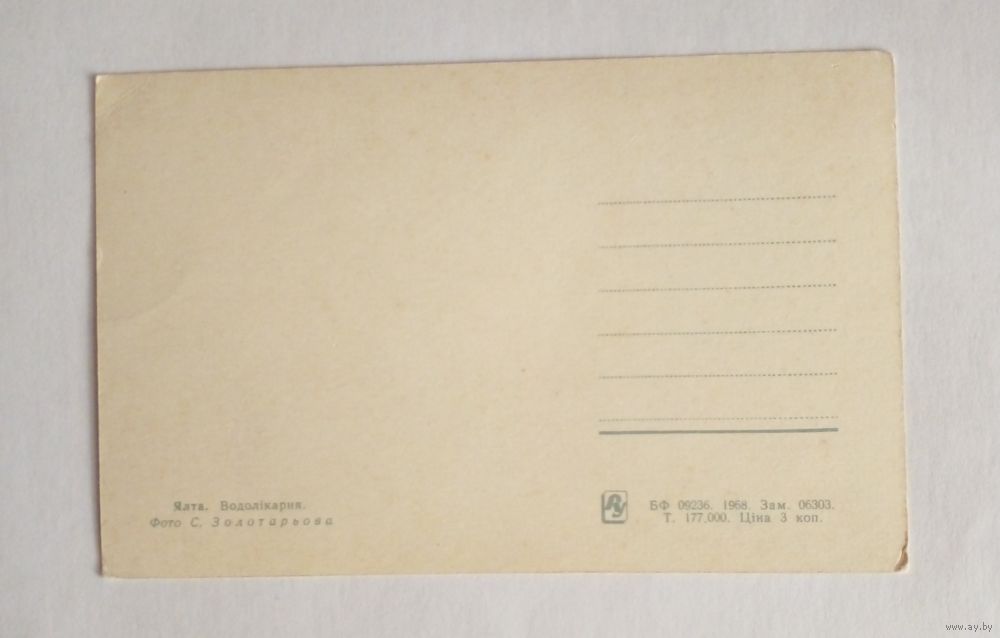 Ялта. Водолікарня.
Фото С. Золотарьова
БФ 09236. 1968. Зам. 06303.
Т. 177.000. Ціна 3 коп.
www.ay.by